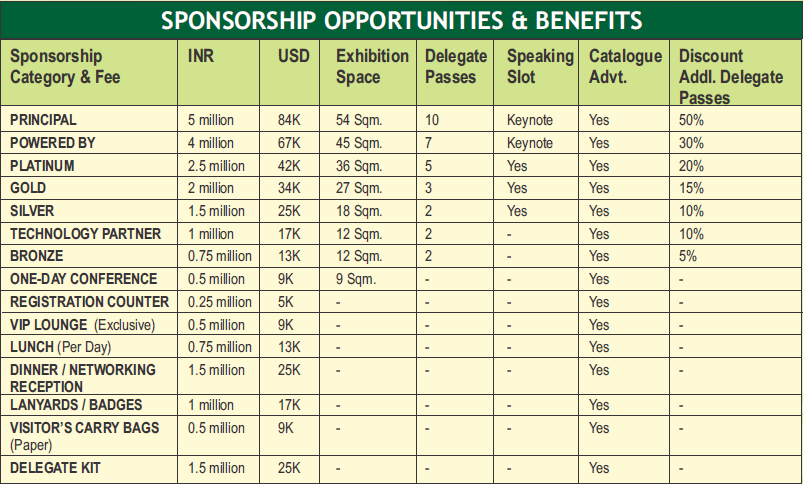 SPONSORSHIP OPPORTUNITIES & BENEFITS
Sponsorship Category & Fee INR USD Exhibition Space Delegate Passes Speaking Slot Catalogue Advt. Discount Addl. Delegate Passes
PRINCIPAL 5 million 84K 54 Sqm. 10 Keynote Yes 50%
POWERED BY 4 million 67K 45 Sqm. 7 Keynote Yes 30%
PLATINUM 2.5 million 42K 36 Sqm. 5 Yes Yes 20%
GOLD 2 million 34K 27 Sqm. 3 Yes Yes 15%
SILVER 1.5 million 25K 18 Sqm. 2 Yes Yes 10%
TECHNOLOGY PARTNER 1 million 17K 12 Sqm. 2 - Yes 10%
BRONZE 0.75 million 13K 12 Sqm. 2 - Yes 5%
ONE-DAY CONFERENCE 0.5 million 9K 9 Sqm. - - Yes -
REGISTRATION COUNTER 0.25 million 5K - - - Yes -
VIP LOUNGE (Exclusive) 0.5 million 9K - - - Yes -
LUNCH (Per Day) 0.75 million 13K - - - Yes -
DINNER / NETWORKING RECEPTION 1.5 million 25K - - - Yes -
LANYARDS / BADGES 1 million 17K - - - Yes -
VISITOR'S CARRY BAGS (Paper) 0.5 million 9K - - - Yes -
DELEGATE KIT 1.5 million 25K - - - Yes -